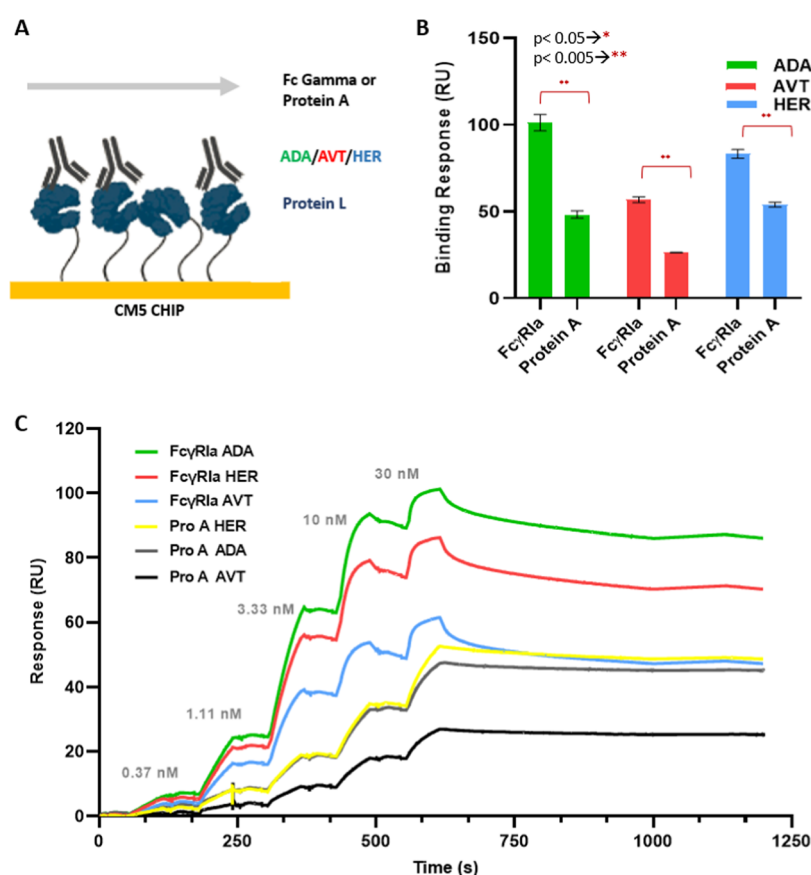 A
Fc Gamma or
Protein A
ADA/AVT/HER
Protein L
CM5 CHIP
B
p< 0.05→*
p< 0.005→**
ADA
AVT
HER
**
**
**
Binding Response (RU)
150
100
50
0
FcγRIa
Protein A
FcγRIa
Protein A
FcγRIa
Protein A
C
FcγRIa ADA
FcγRIa HER
FcγRIa AVT
Pro A HER
Pro A ADA
Pro A AVT
0.37 nM
1.11 nM
3.33 nM
10 nM
30 nM
Response (RU)
120
100
80
60
40
20
0
0
250
500
750
1000
1250
Time (s)